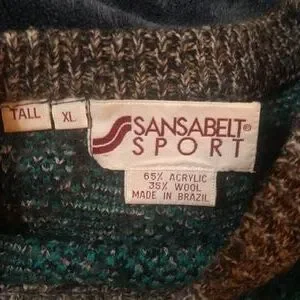 TALL XL
SANSABELT®
SPORT
65% ACRYLIC
35% WOOL
MADE IN BRAZIL